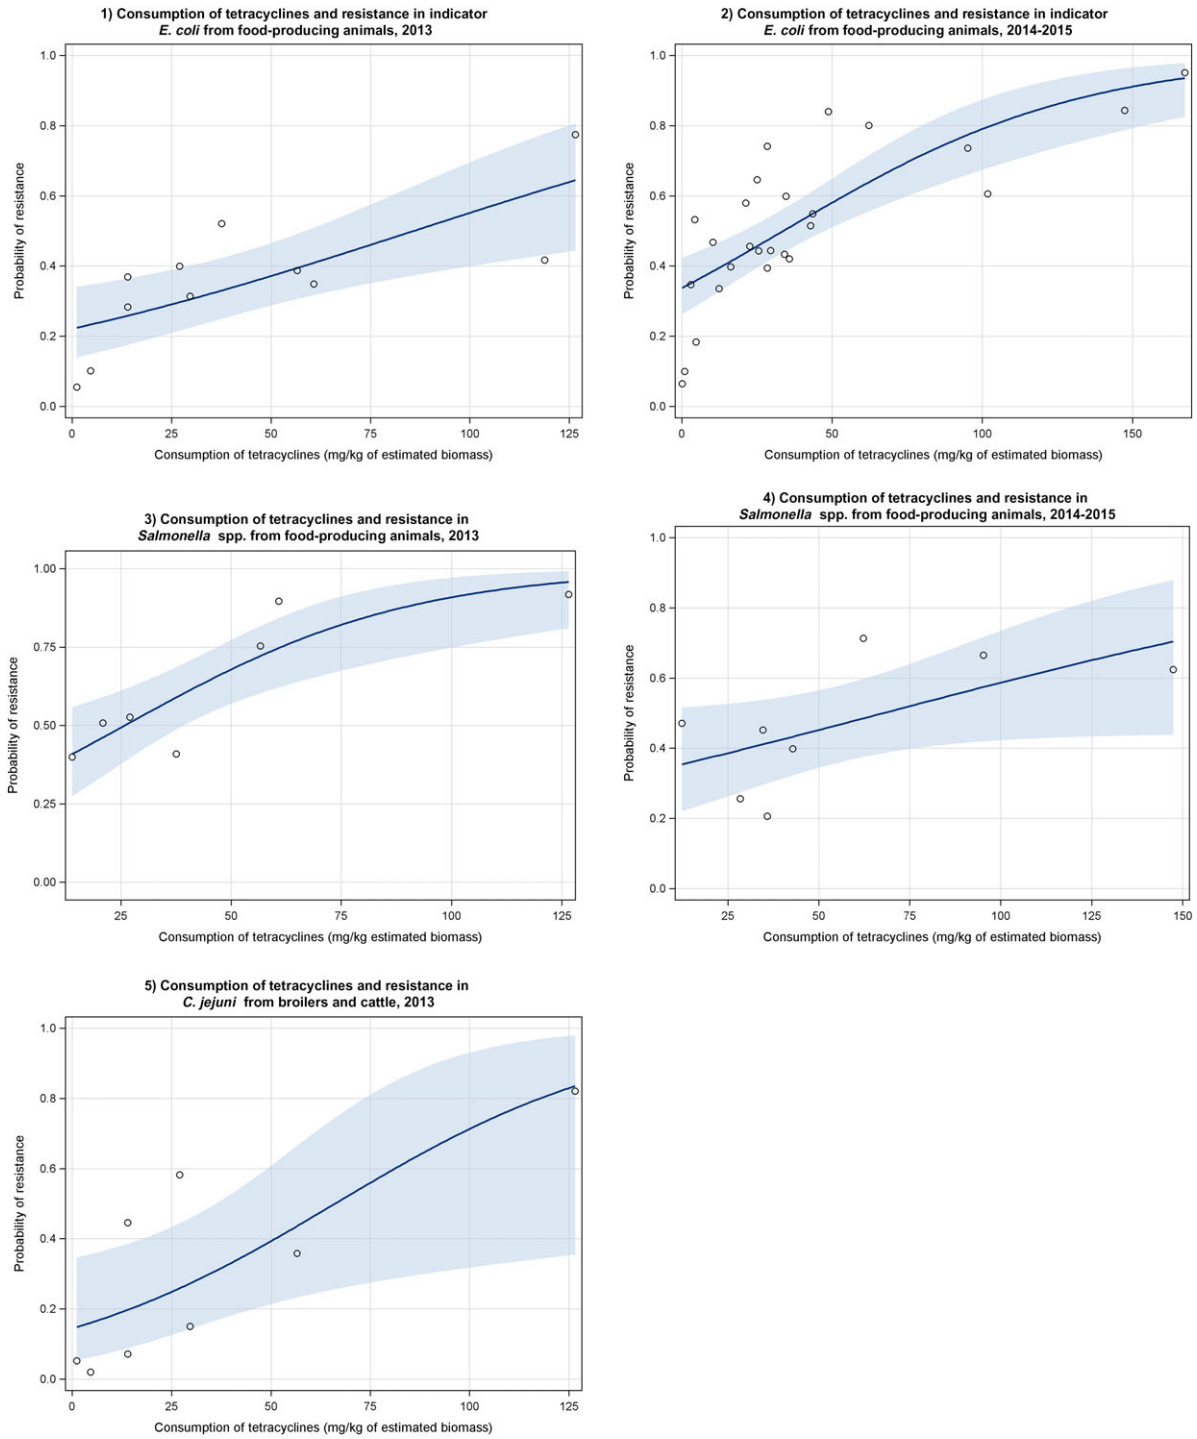 1) Consumption of tetracyclines and resistance in indicator
E. coli from food-producing animals, 2013
1.0
0.8
0.6
0.4
0.2
0.0
Probability of resistance
0 25 50 75 100 125
Consumption of tetracyclines (mg/kg of estimated biomass)
2) Consumption of tetracyclines and resistance in indicator
E. coli from food-producing animals, 2014-2015
1.0
0.8
0.6
0.4
0.2
0.0
Probability of resistance
0 50 100 150
Consumption of tetracyclines (mg/kg of estimated biomass)
3) Consumption of tetracyclines and resistance in
Salmonella spp. from food-producing animals, 2013
1.00
0.75
0.50
0.25
0.00
Probability of resistance
25 50 75 100 125
Consumption of tetracyclines (mg/kg estimated biomass)
4) Consumption of tetracyclines and resistance in
Salmonella spp. from food-producing animals, 2014-2015
1.0
0.8
0.6
0.4
0.2
0.0
Probability of resistance
25 50 75 100 125 150
Consumption of tetracyclines (mg/kg of estimated biomass)
5) Consumption of tetracyclines and resistance in
C. jejuni from broilers and cattle, 2013
1.0
0.8
0.6
0.4
0.2
0.0
Probability of resistance
0 25 50 75 100 125
Consumption of tetracyclines (mg/kg of estimated biomass)